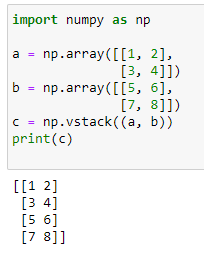 import numpy as np
a = np.array([[1, 2],
              [3, 4]])
b = np.array([[5, 6],
              [7, 8]])
c = np.vstack((a, b))
print(c)
[[1 2]
 [3 4]
 [5 6]
 [7 8]]